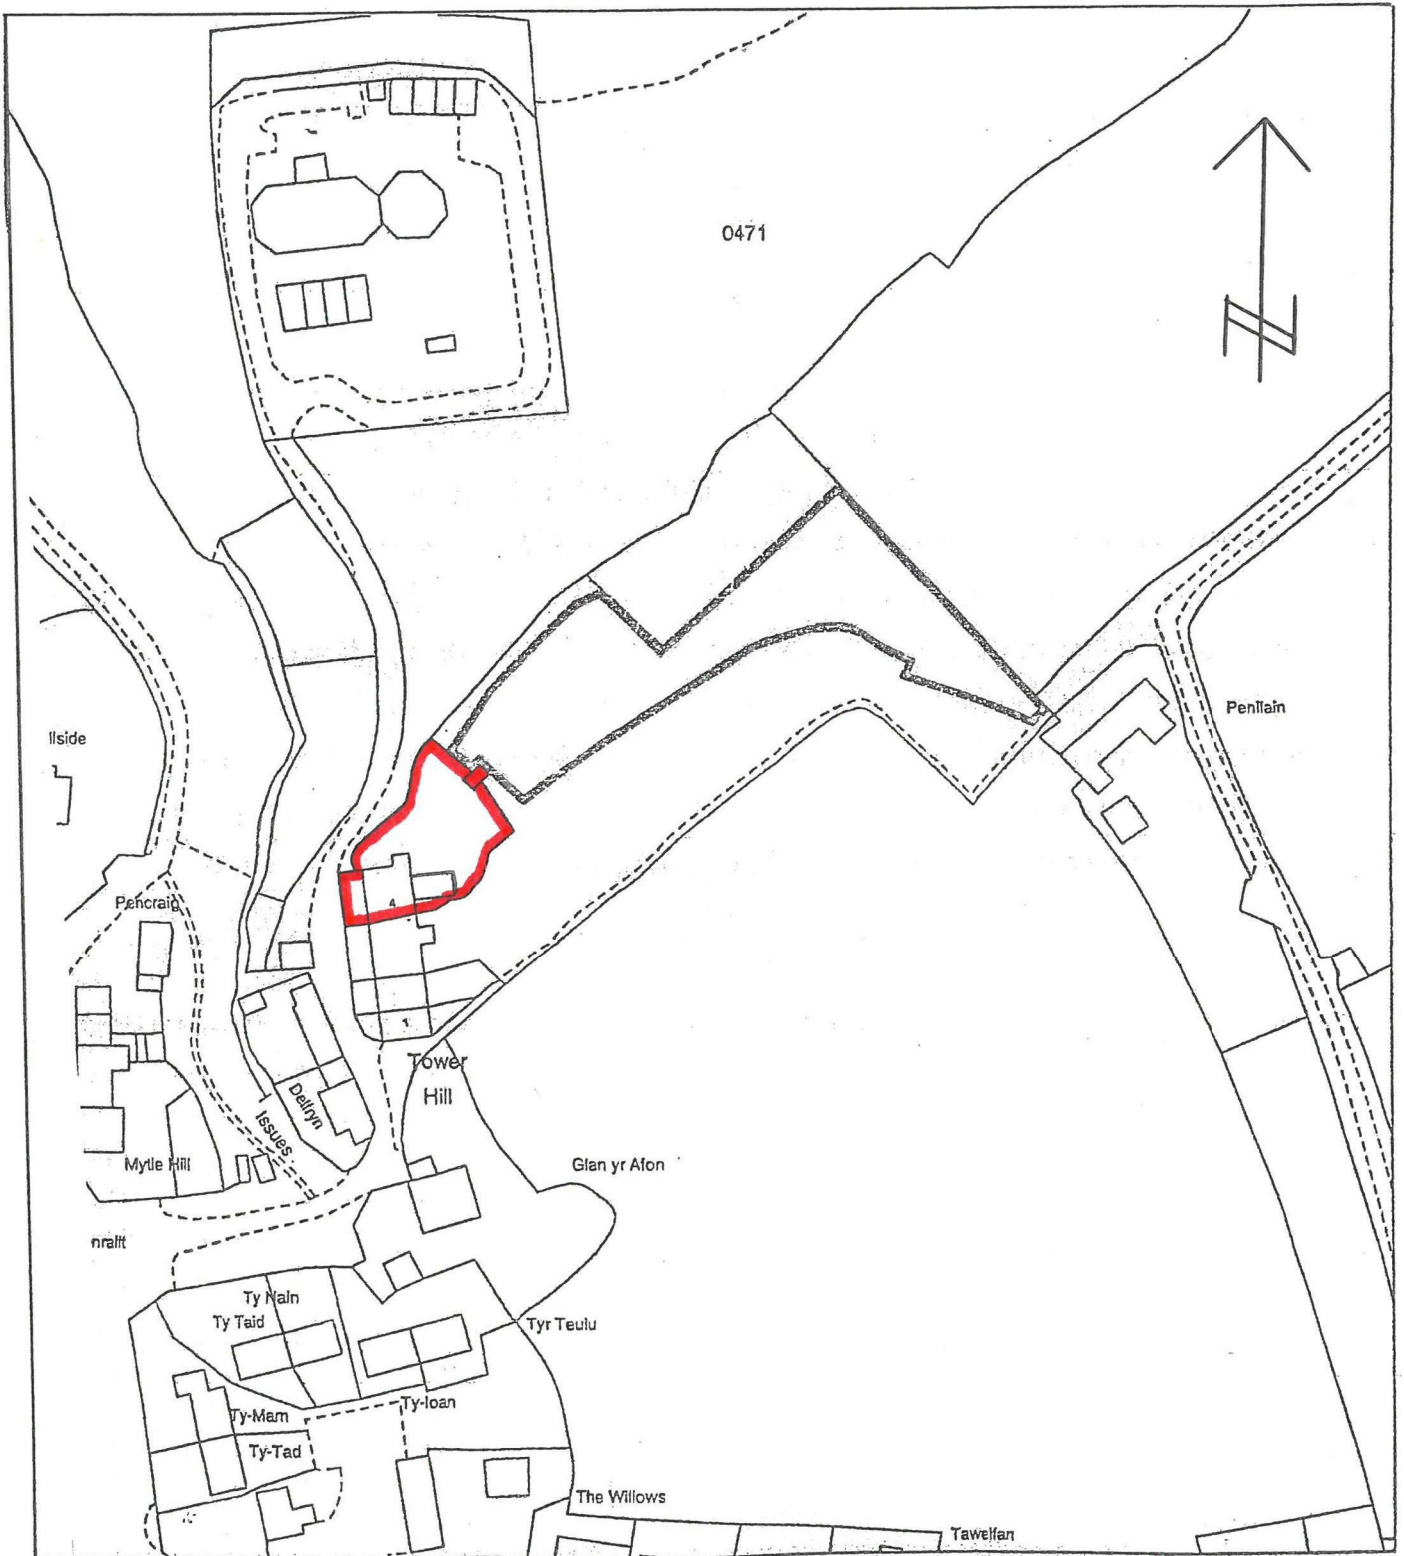 0471
N
Penllain
llside
Pencraig
4
1
Tower
Hill
Delfryn
Issues
Mytle Hill
Glan yr Afon
nrallt
Ty Nain
Ty Taid
Tyr Teulu
Ty-Ioan
Ty-Mam
Ty-Tad
The Willows
Tawelfan